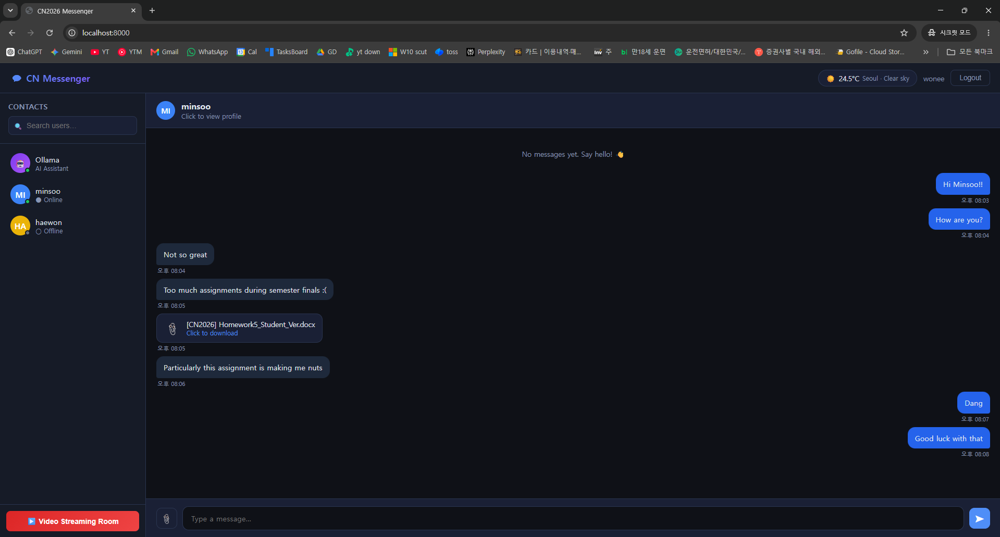 CN2026 Messenger
localhost:8000
시크릿 모드
ChatGPT
Gemini
YT
YTM
Gmail
WhatsApp
13
Cal
TasksBoard
GD
yt down
W10 scut
toss
Perplexity
카드 | 이용내역·매...
Inv
주
bl
만18세 운면
운전면허/대한민국/...
증권사별 국내 해외...
Gofile - Cloud Stor...
모든 북마크
CN Messenger
24.5°C Seoul · Clear sky
wonee
Logout
CONTACTS
Search users...
Ollama
AI Assistant
MI
minsoo
Online
HA
haewon
Offline
Video Streaming Room
MI
minsoo
Click to view profile
No messages yet. Say hello! 👋
Hi Minsoo!!
오후 08:03
How are you?
오후 08:04
Not so great
오후 08:04
Too much assignments during semester finals :(
오후 08:05
[CN2026] Homework5_Student_Ver.docx
Click to download
오후 08:05
Particularly this assignment is making me nuts
오후 08:06
Dang
오후 08:07
Good luck with that
오후 08:08
Type a message...